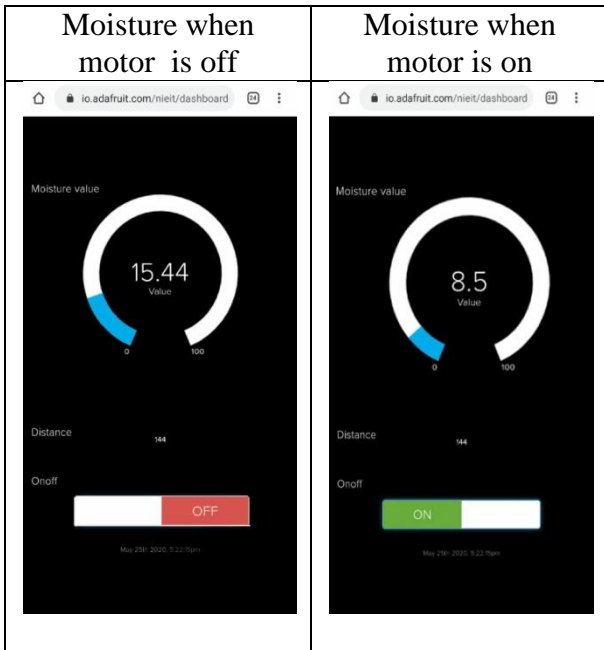 Moisture when
motor is off
Moisture when
motor is on
io.adafruit.com/nieit/dashboard
24
Moisture value
15.44
Value
0
100
Distance
144
Onoff
OFF
io.adafruit.com/nieit/dashboard
24
Moisture value
8.5
Value
0
100
Distance
144
Onoff
ON